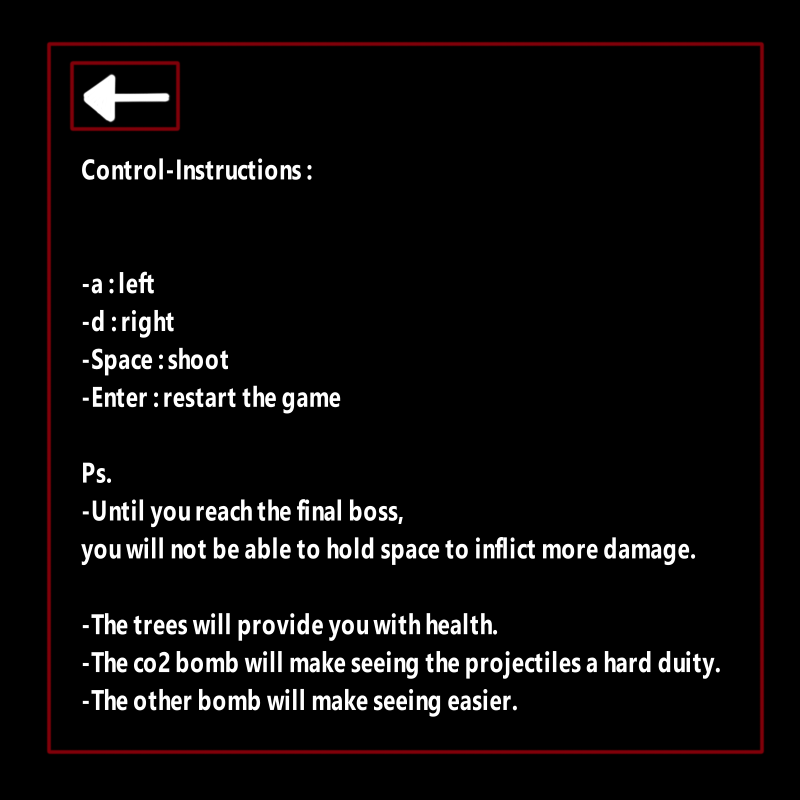 Control-Instructions :
-a : left
-d : right
-Space : shoot
-Enter : restart the game
Ps.
-Until you reach the final boss,
you will not be able to hold space to inflict more damage.
-The trees will provide you with health.
-The co2 bomb will make seeing the projectiles a hard duity.
-The other bomb will make seeing easier.